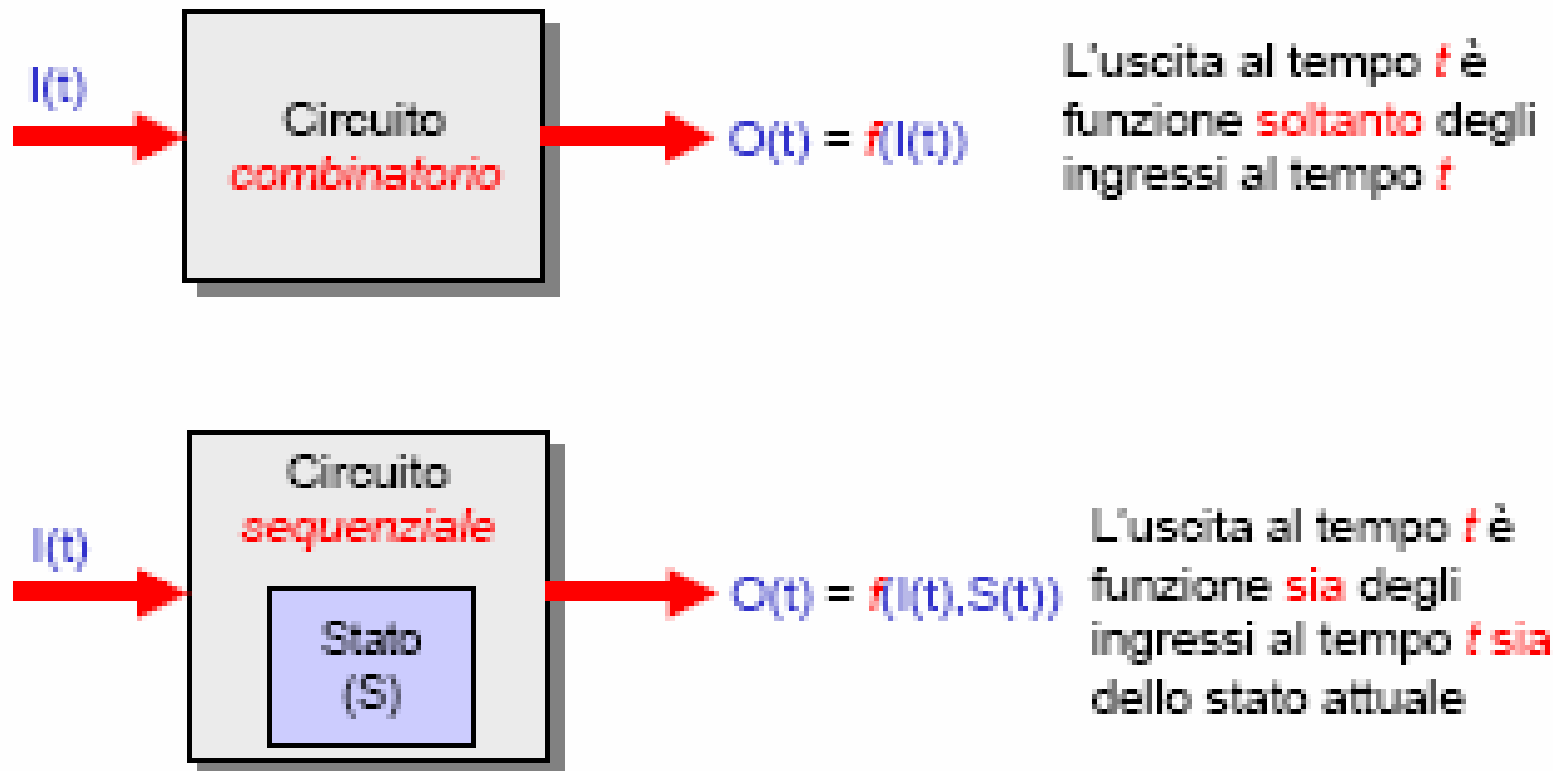 I(t)
Circuito
combinatorio
O(t) = f(I(t))
L'uscita al tempo t è
funzione soltanto degli
ingressi al tempo t
I(t)
Circuito
sequenziale
Stato
(S)
O(t) = f(I(t),S(t))
L'uscita al tempo t è
funzione sia degli
ingressi al tempo t sia
dello stato attuale